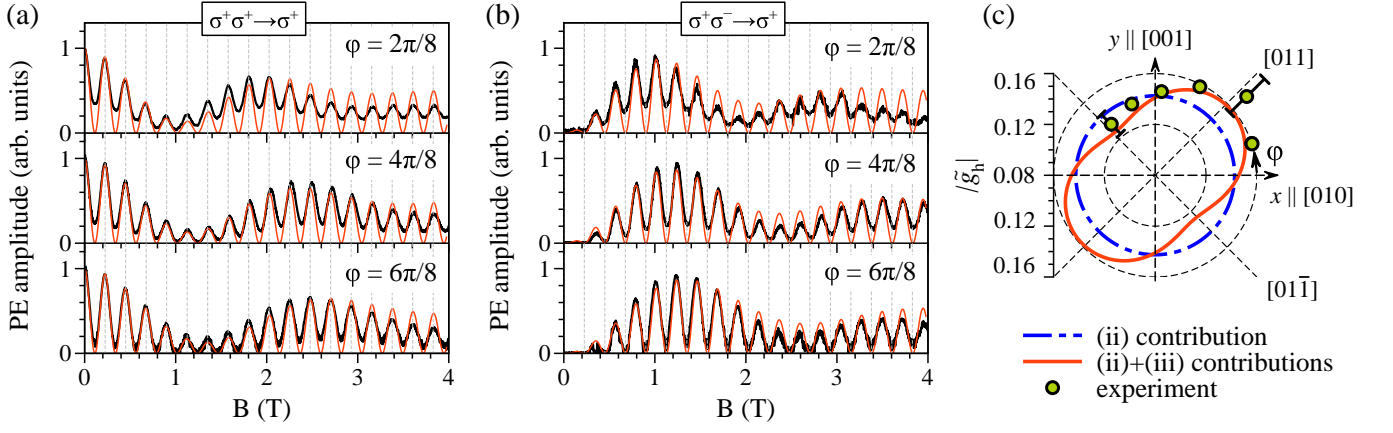 (a)
σ⁺σ⁺→σ⁺
φ = 2π/8
φ = 4π/8
φ = 6π/8
PE amplitude (arb. units)
1
0
1
0
1
0
0 1 2 3 4
B (T)
(b)
σ⁺σ⁻→σ⁺
φ = 2π/8
φ = 4π/8
φ = 6π/8
PE amplitude (arb. units)
1
0
1
0
1
0
0 1 2 3 4
B (T)
(c)
y || [001]
[011]
0.16
0.12
0.08
0.12
0.16
|g̃ₕ|
φ
x || [010]
[011̄]
(ii) contribution
(ii)+(iii) contributions
experiment